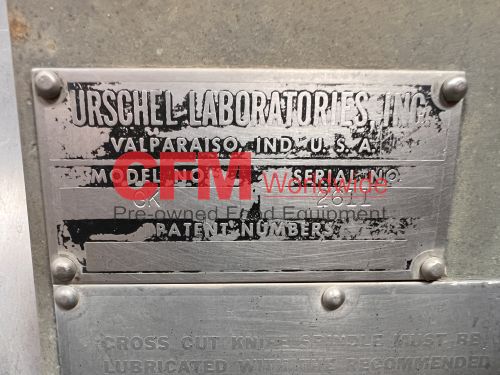 URSCHEL LABORATORIES, INC.
VALPARAISO, IND. U. S. A.
MODEL NO. SERIAL NO.
CFM Worldwide
2611
Pre-owned Food Equipment
PATENT NUMBERS
CROSS CUT KNIFE SPINDLE MUST BE
LUBRICATED WITH THE RECOMMENDED